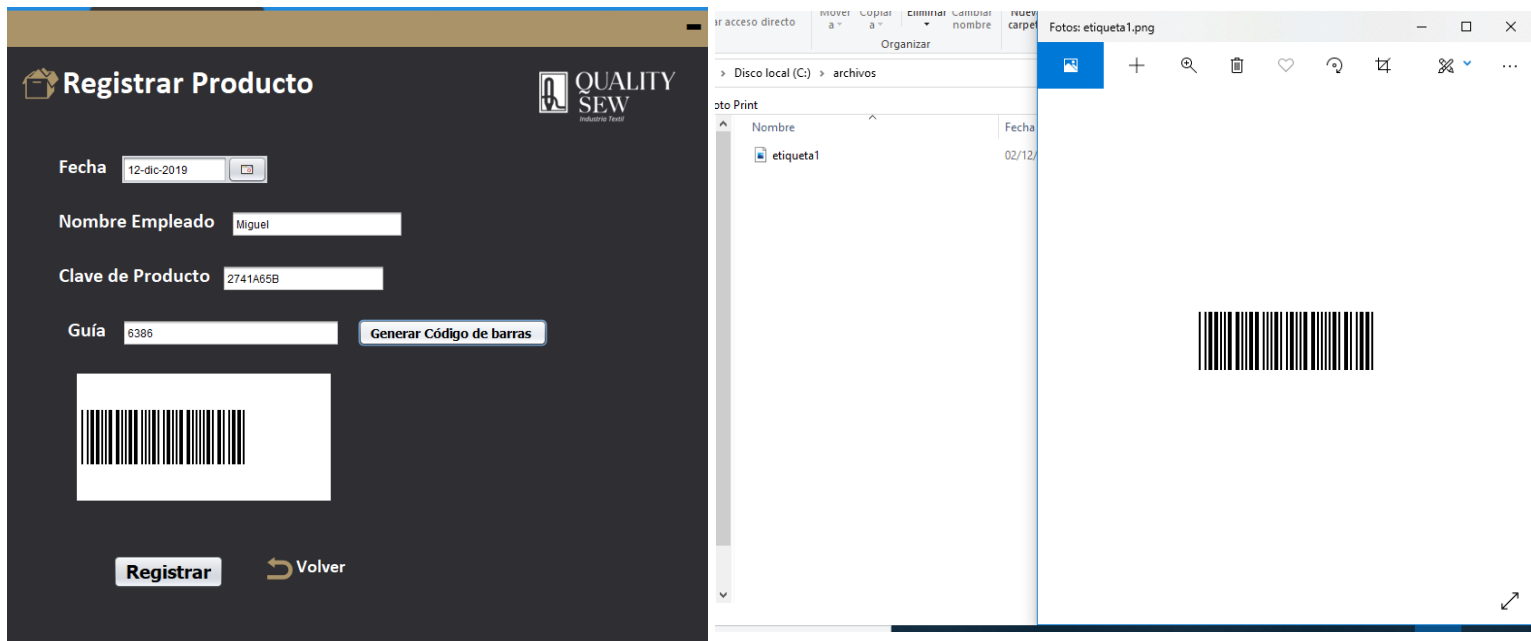 Registrar Producto
QUALITY
SEW
Industria Textil
Fecha
12-dic-2019
Nombre Empleado
Miguel
Clave de Producto
2741A65B
Guía
6386
Generar Código de barras
Registrar
Volver
ar acceso directo
Mover
a
Copiar
a
Eliminar
Cambiar
nombre
carpet
Organizar
Disco local (C:) > archivos
oto Print
Nombre
Fecha
etiqueta1
02/12/
Fotos: etiqueta1.png